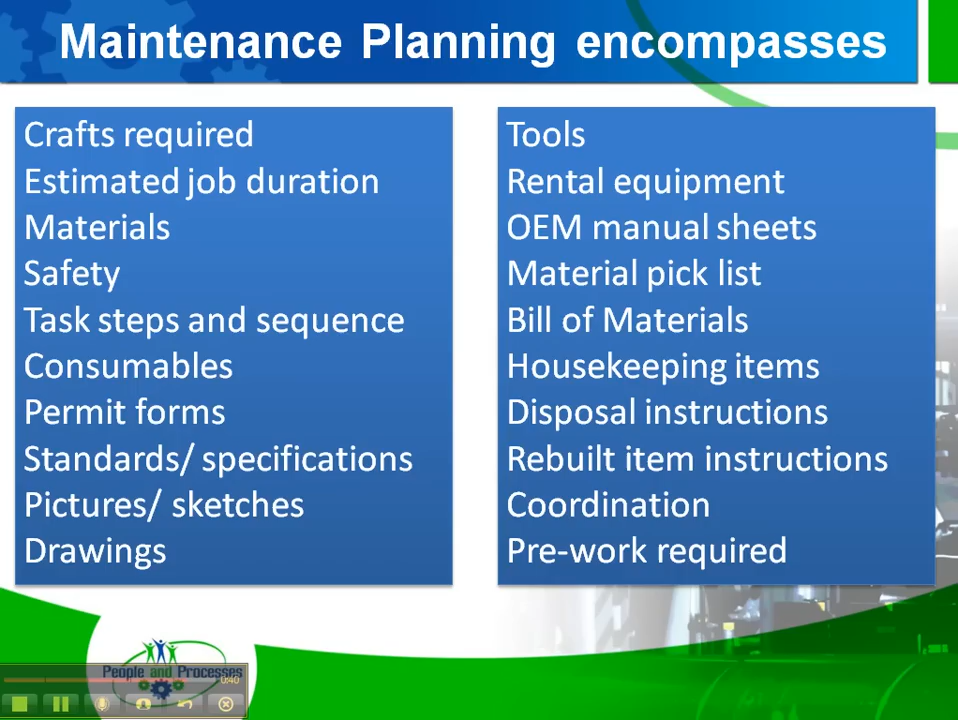 Maintenance Planning encompasses
Crafts required
Estimated job duration
Materials
Safety
Task steps and sequence
Consumables
Permit forms
Standards/ specifications
Pictures/ sketches
Drawings
Tools
Rental equipment
OEM manual sheets
Material pick list
Bill of Materials
Housekeeping items
Disposal instructions
Rebuilt item instructions
Coordination
Pre-work required
People and Processes
0:40